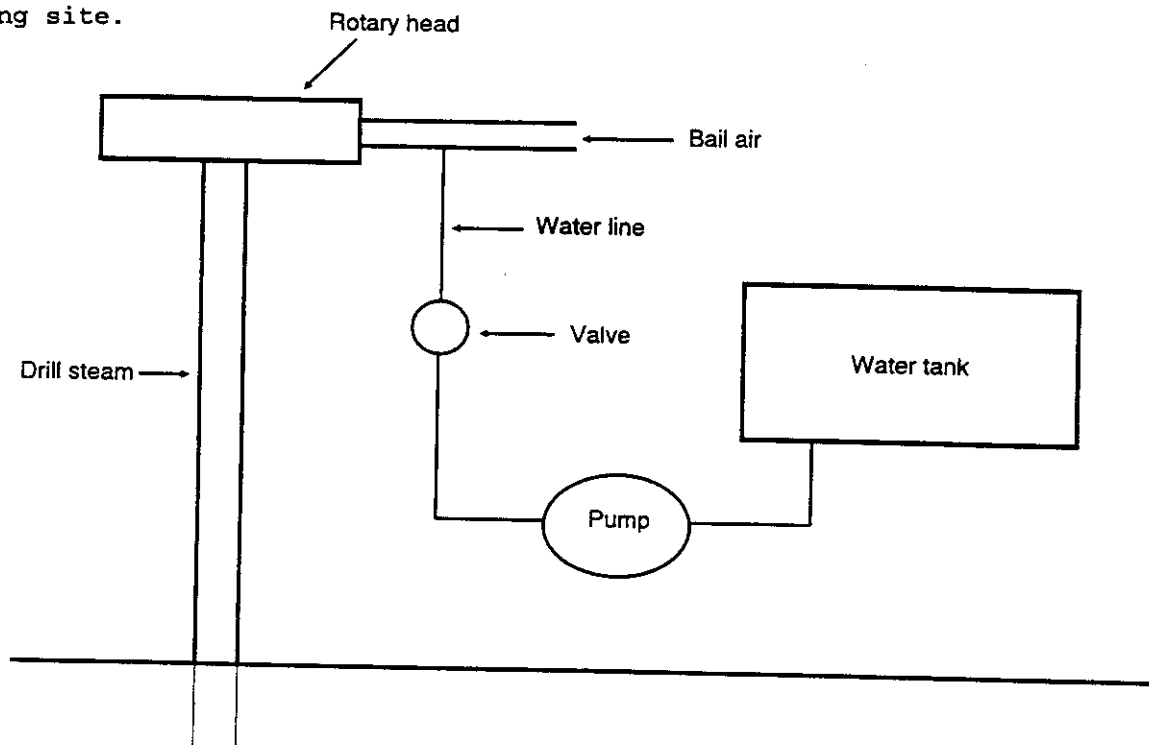 ng site.
Rotary head
Bail air
Water line
Valve
Drill steam
Water tank
Pump